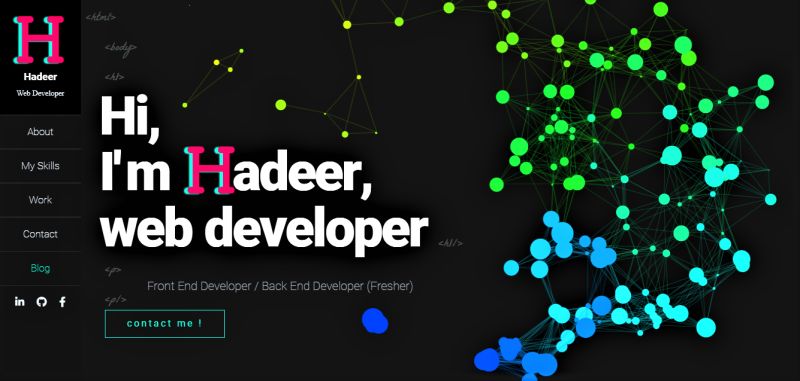 H
Hadeer
Web Developer
About
My Skills
Work
Contact
Blog
<html>
<body>
<h1>
Hi,
I'm Hadeer,
web developer
<h1/>
<p>
Front End Developer / Back End Developer (Fresher)
<p/>
contact me !